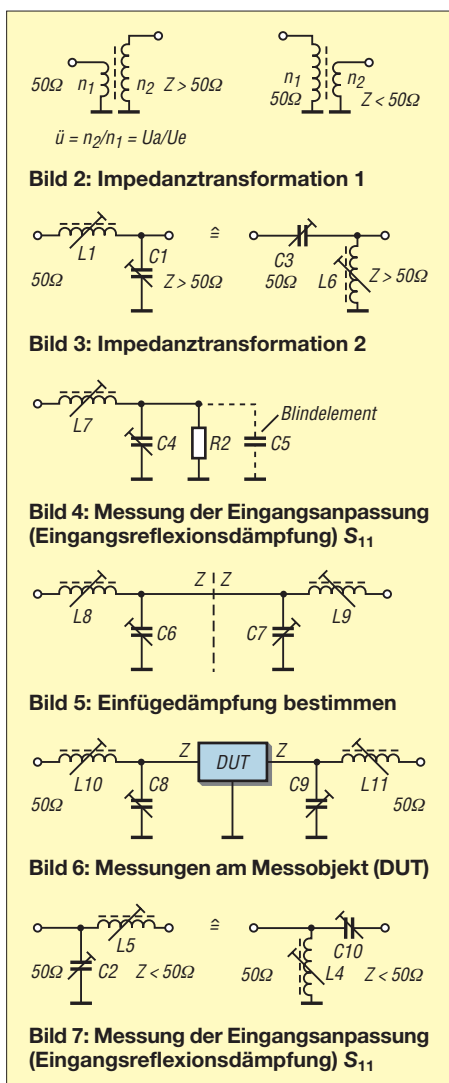 50Ω n₁ n₂ Z > 50Ω n₁ 50Ω n₂ Z < 50Ω
ü = n₂/n₁ = Ua/Ue
Bild 2: Impedanztransformation 1
L1 50Ω C1 Z > 50Ω ≙ C3 50Ω L6 Z > 50Ω
Bild 3: Impedanztransformation 2
L7 C4 R2 C5 Blindelement
Bild 4: Messung der Eingangsanpassung
(Eingangsreflexionsdämpfung) S₁₁
L8 C6 Z Z C7 L9
Bild 5: Einfügedämpfung bestimmen
L10 50Ω C8 Z DUT Z C9 L11 50Ω
Bild 6: Messungen am Messobjekt (DUT)
50Ω C2 L5 Z < 50Ω ≙ 50Ω L4 C10 Z < 50Ω
Bild 7: Messung der Eingangsanpassung
(Eingangsreflexionsdämpfung) S₁₁